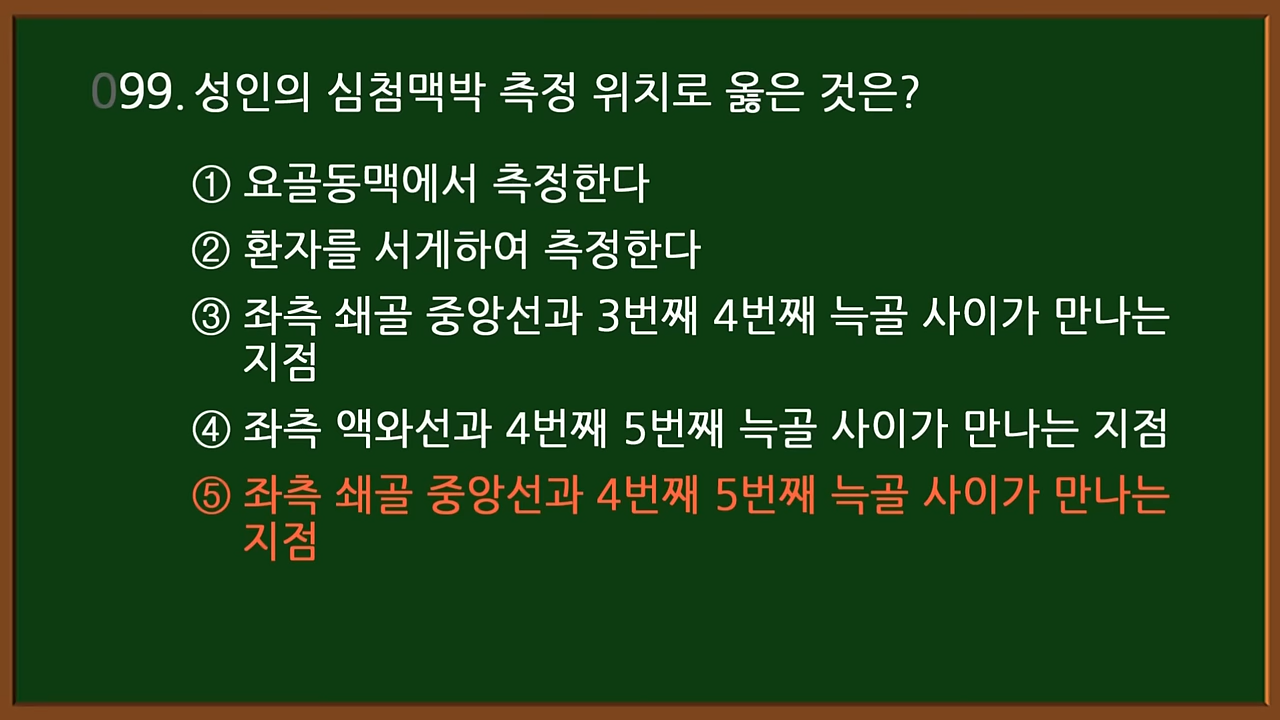 099. 성인의 심첨맥박 측정 위치로 옳은 것은?
① 요골동맥에서 측정한다
② 환자를 서게하여 측정한다
③ 좌측 쇄골 중앙선과 3번째 4번째 늑골 사이가 만나는
지점
④ 좌측 액와선과 4번째 5번째 늑골 사이가 만나는 지점
⑤ 좌측 쇄골 중앙선과 4번째 5번째 늑골 사이가 만나는
지점